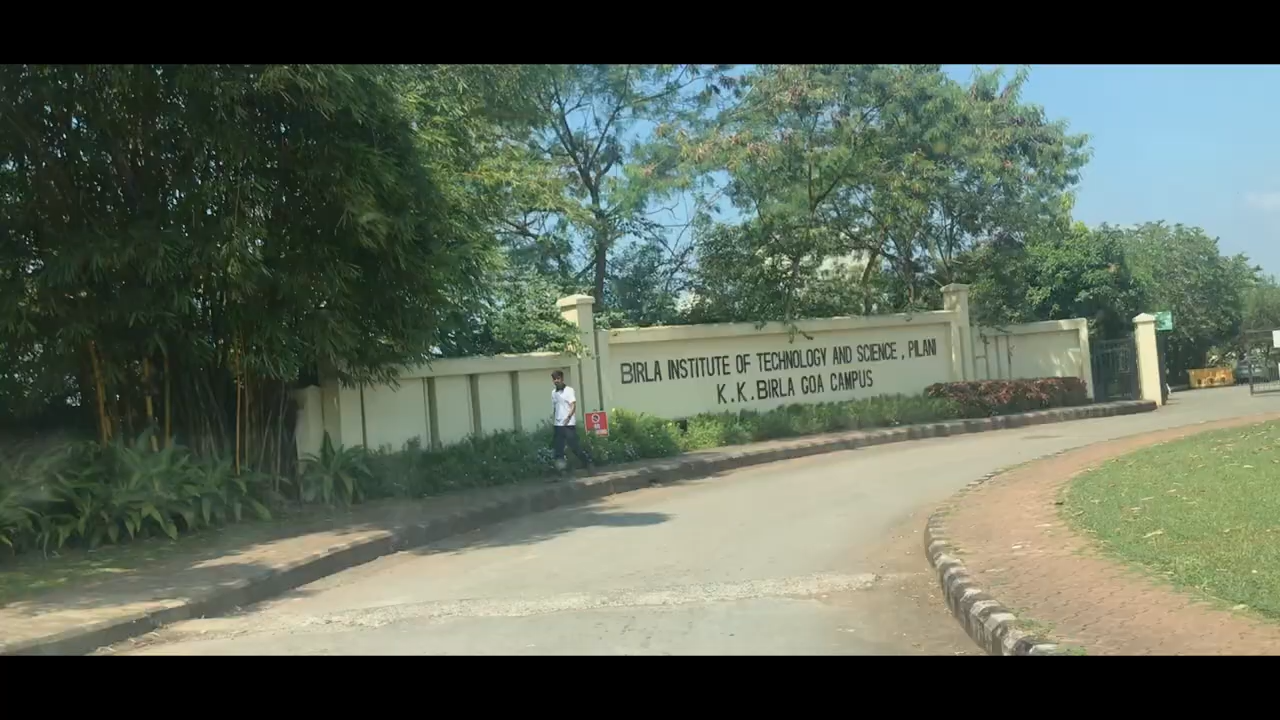 BIRLA INSTITUTE OF TECHNOLOGY AND SCIENCE, PILANI
K.K.BIRLA GOA CAMPUS